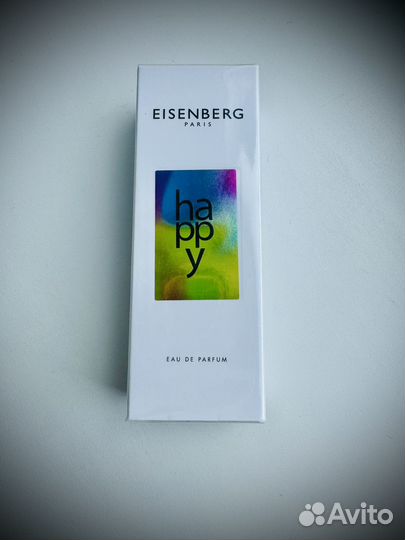 EISENBERG
PARIS
ha
pp
y
EAU DE PARFUM
Avito